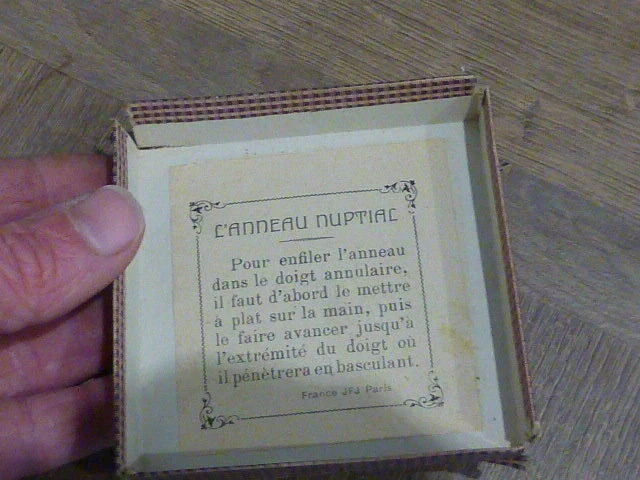 L'ANNEAU NUPTIAL
Pour enfiler l'anneau
dans le doigt annulaire,
il faut d'abord le mettre
à plat sur la main, puis
le faire avancer jusqu'à
l'extrémité du doigt où
il pénètrera en basculant.
France JFJ Paris